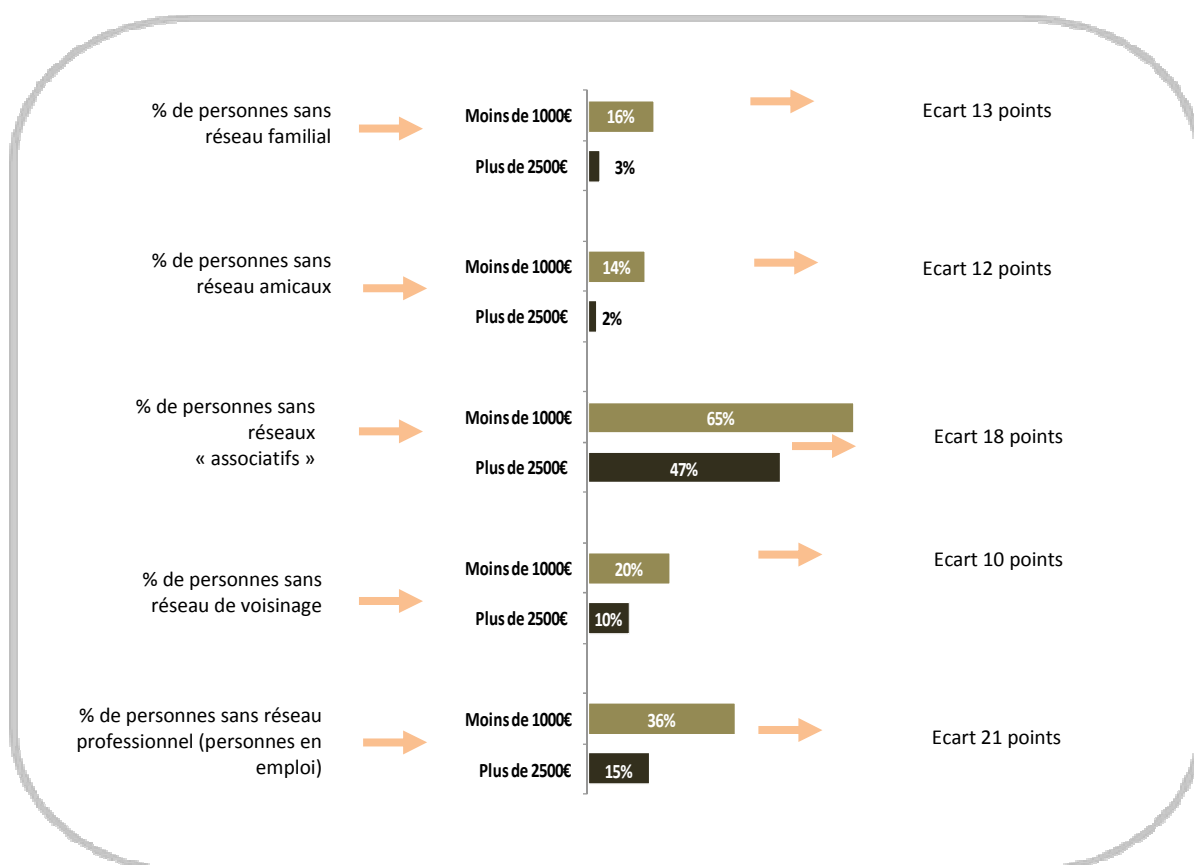 % de personnes sans
réseau familial
Moins de 1000€
16%
Plus de 2500€
3%
Ecart 13 points
% de personnes sans
réseau amicaux
Moins de 1000€
14%
Plus de 2500€
2%
Ecart 12 points
% de personnes sans
réseaux
« associatifs »
Moins de 1000€
65%
Plus de 2500€
47%
Ecart 18 points
% de personnes sans
réseau de voisinage
Moins de 1000€
20%
Plus de 2500€
10%
Ecart 10 points
% de personnes sans réseau
professionnel (personnes en
emploi)
Moins de 1000€
36%
Plus de 2500€
15%
Ecart 21 points